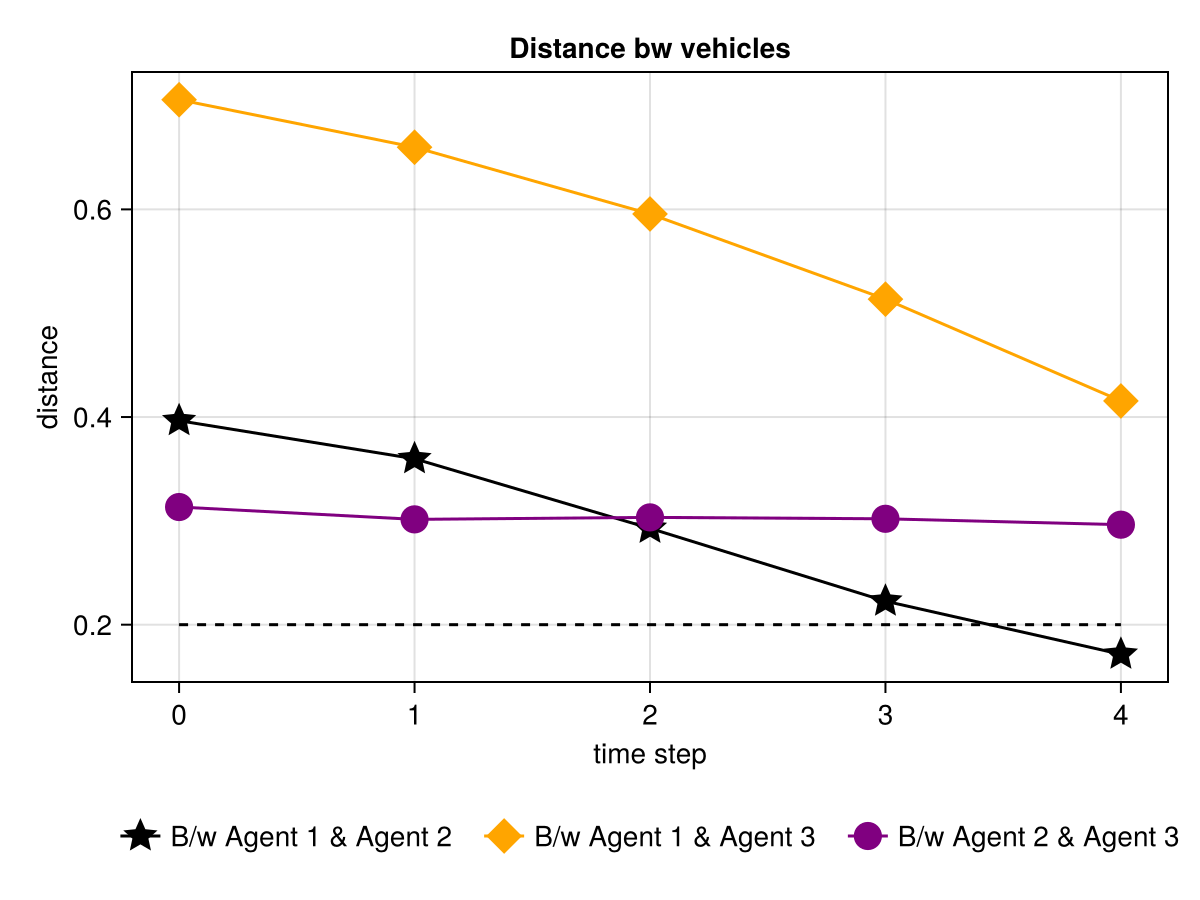 Distance bw vehicles
distance
0.6
0.4
0.2
0 1 2 3 4
time step
B/w Agent 1 & Agent 2 B/w Agent 1 & Agent 3 B/w Agent 2 & Agent 3